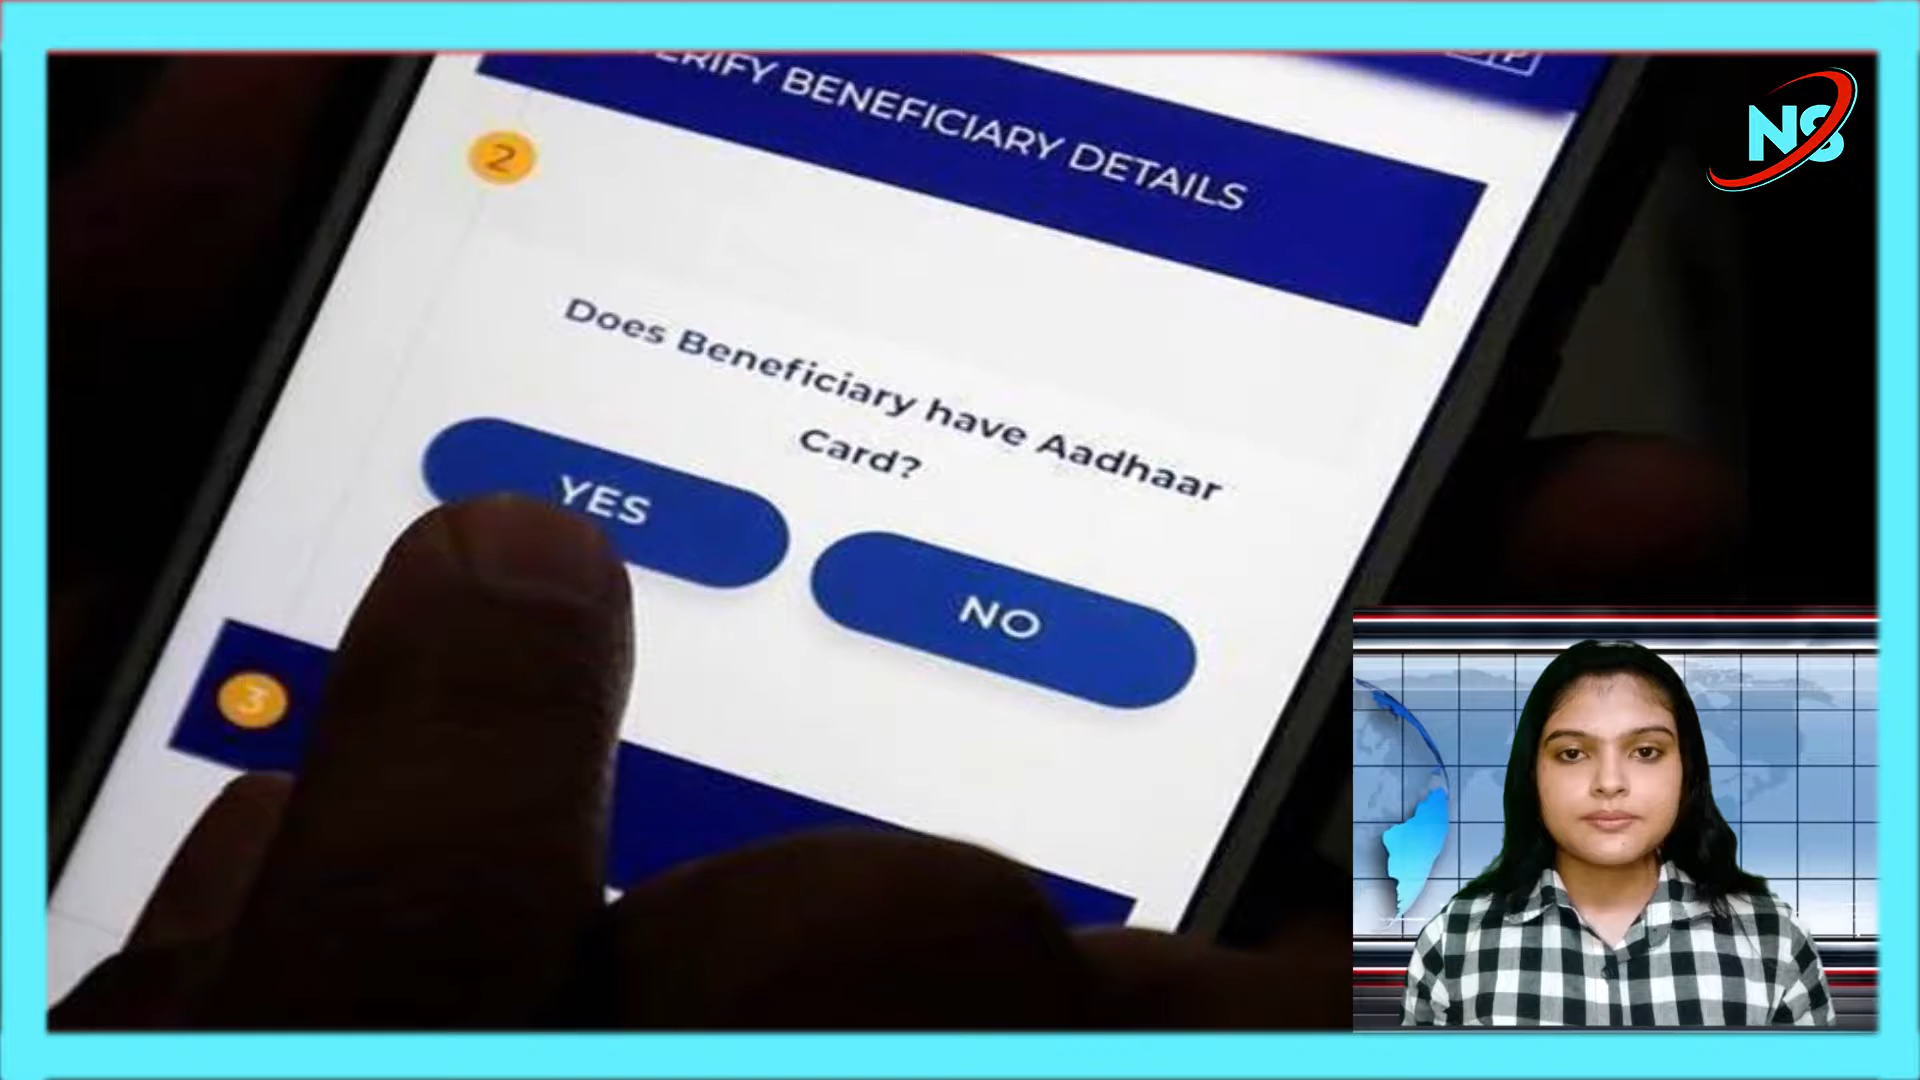 ERIFY BENEFICIARY DETAILS
NS
2
Does Beneficiary have Aadhaar
Card?
YES
NO
3